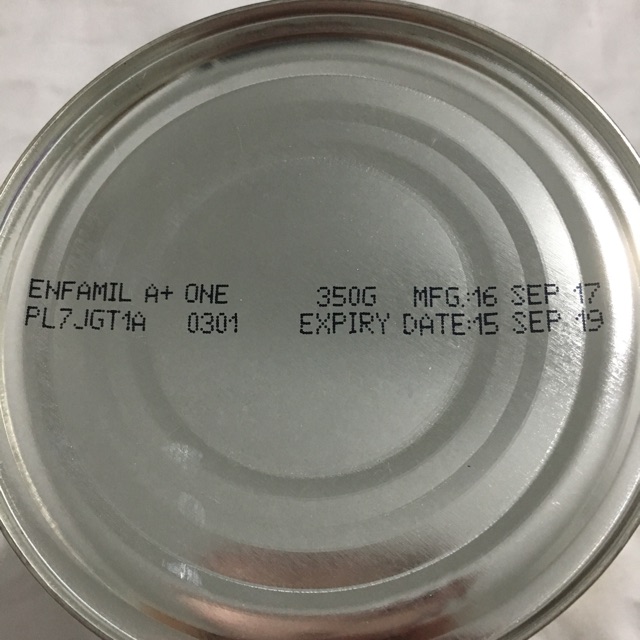 ENFAMIL A+ ONE 350G MFG:16 SEP 17
PL7JGT1A 0301 EXPIRY DATE:15 SEP 19